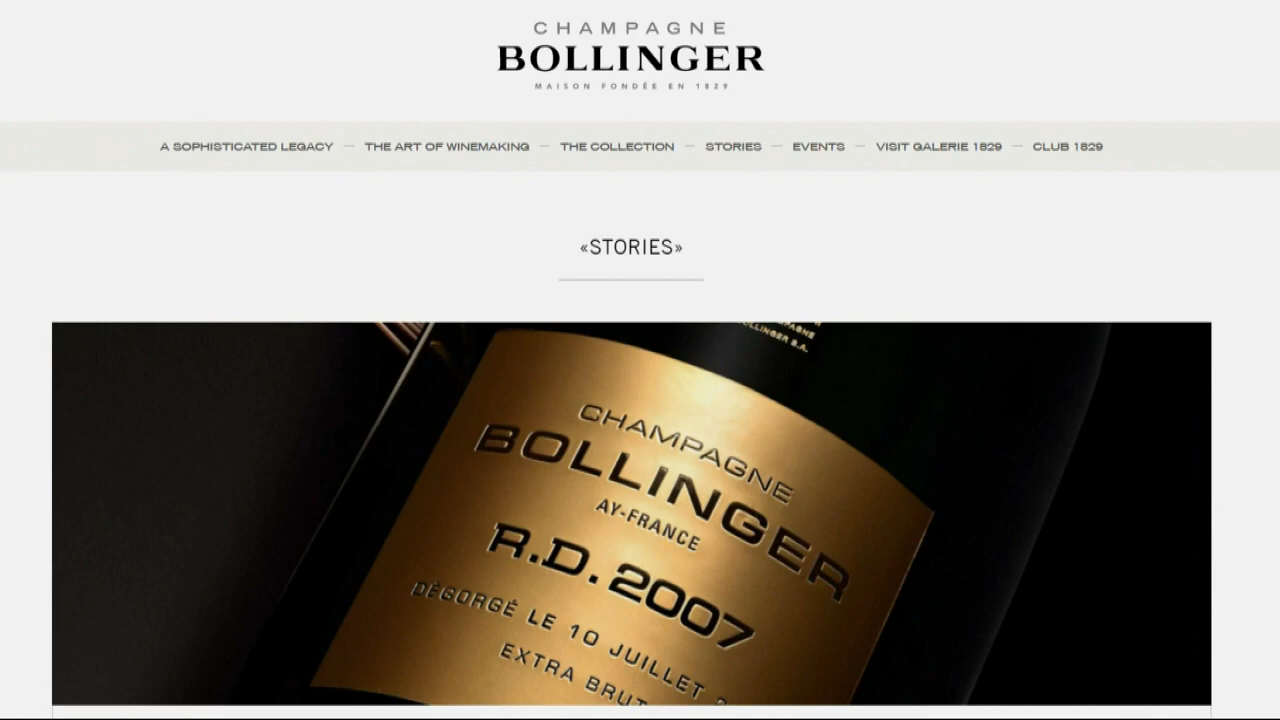 CHAMPAGNE
BOLLINGER
MAISON FONDÉE EN 1829
A SOPHISTICATED LEGACY — THE ART OF WINEMAKING — THE COLLECTION — STORIES — EVENTS — VISIT GALERIE 1829 — CLUB 1829
«STORIES»
OLLINGER S.A.
CHAMPAGNE
BOLLINGER
AY-FRANCE
R.D. 2007
DÉGORGÉ LE 10 JUILLET
EXTRA BRUT